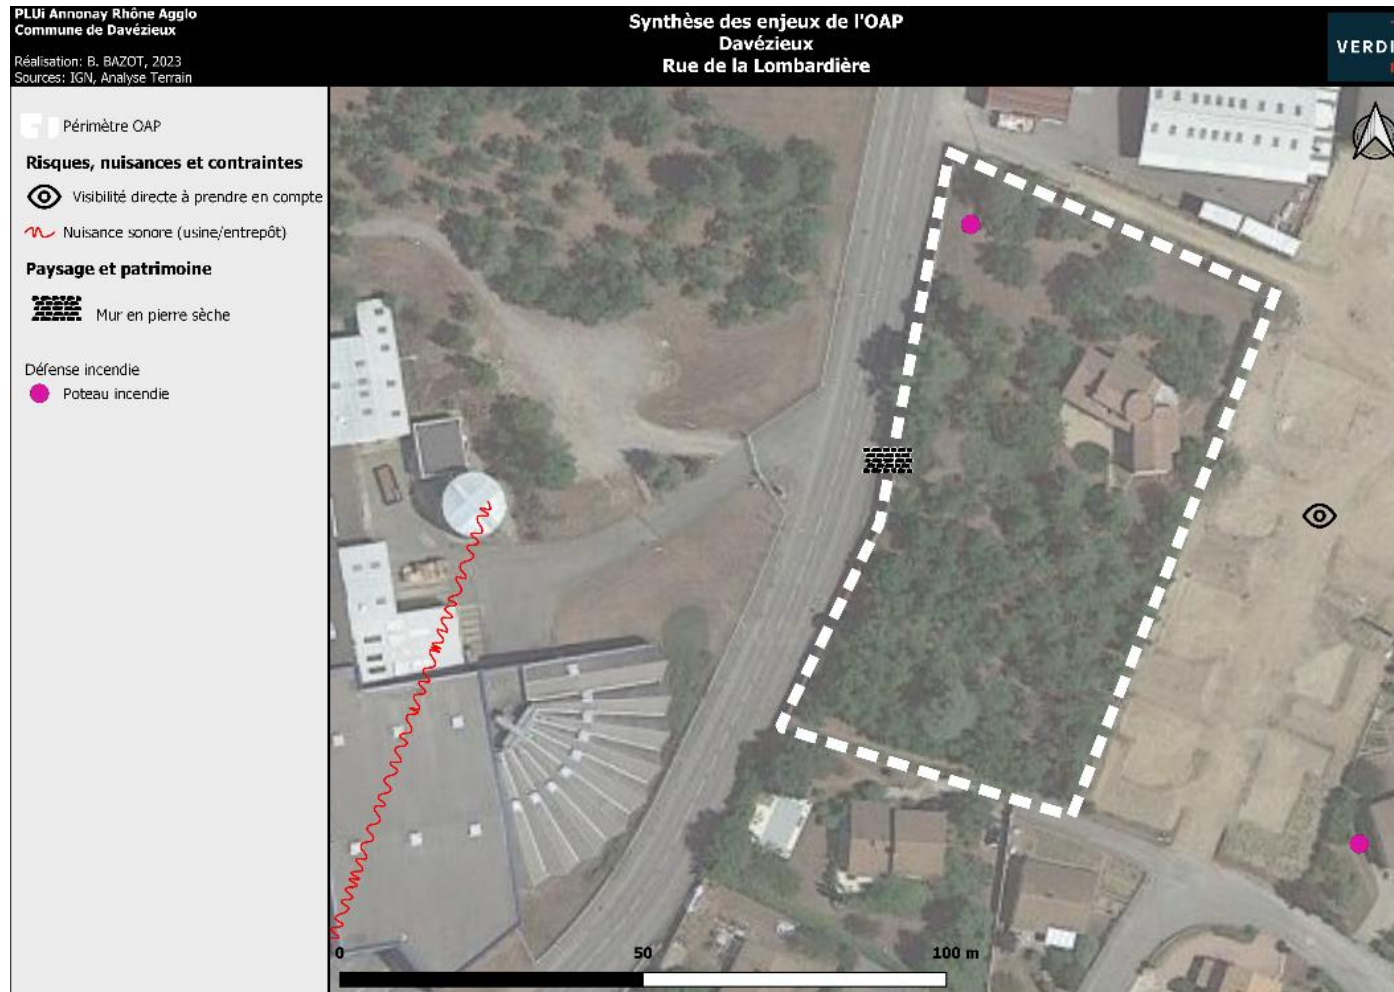 PLUi Annonay Rhône Agglo
Commune de Davézieux
Réalisation: B. BAZOT, 2023
Sources: IGN, Analyse Terrain
Synthèse des enjeux de l'OAP
Davézieux
Rue de la Lombardière
VERDI
Périmètre OAP
Risques, nuisances et contraintes
Visibilité directe à prendre en compte
Nuisance sonore (usine/entrepôt)
Paysage et patrimoine
Mur en pierre sèche
Défense incendie
Poteau incendie
0 50 100 m